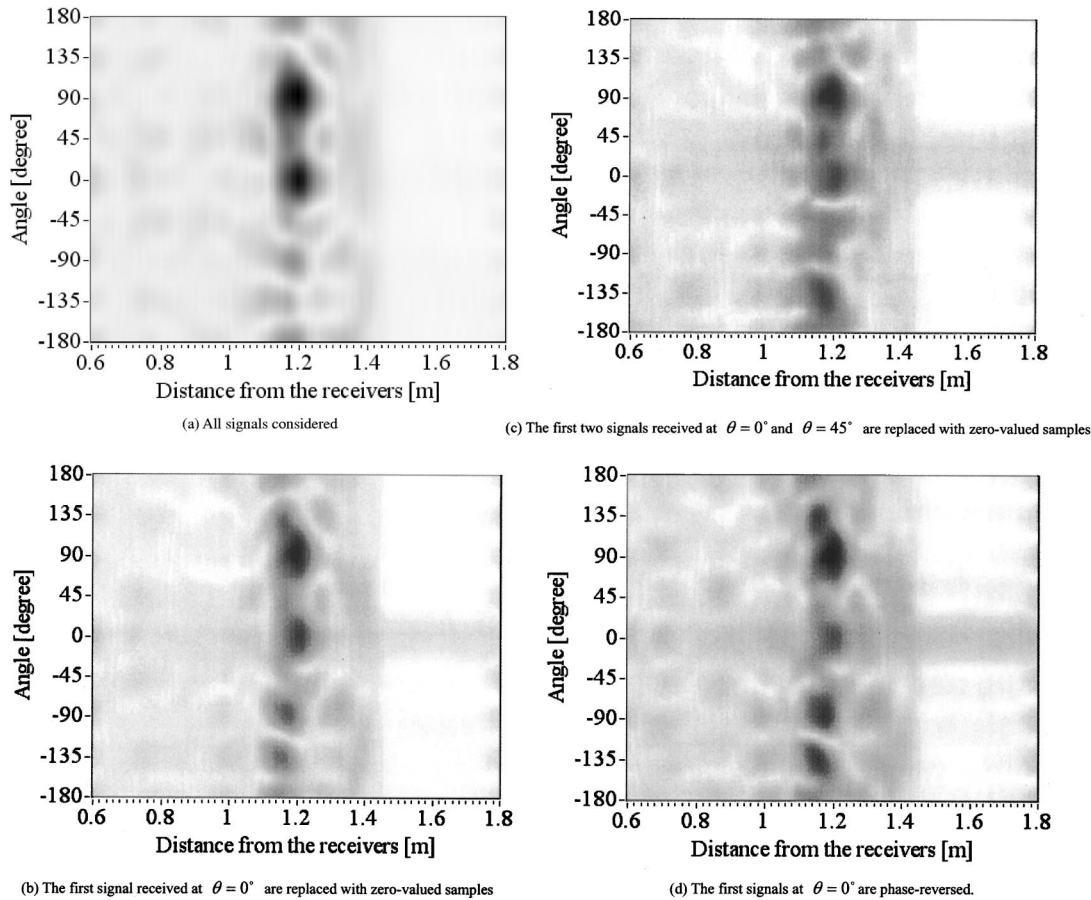 180
135
90
45
0
-45
-90
-135
-180
Angle [degree]
0.6 0.8 1 1.2 1.4 1.6 1.8
Distance from the receivers [m]
(a) All signals considered
180
135
90
45
0
-45
-90
-135
-180
Angle [degree]
0.6 0.8 1 1.2 1.4 1.6 1.8
Distance from the receivers [m]
(c) The first two signals received at θ = 0° and θ = 45° are replaced with zero-valued samples
180
135
90
45
0
-45
-90
-135
-180
Angle [degree]
0.6 0.8 1 1.2 1.4 1.6 1.8
Distance from the receivers [m]
(b) The first signal received at θ = 0° are replaced with zero-valued samples
180
135
90
45
0
-45
-90
-135
-180
Angle [degree]
0.6 0.8 1 1.2 1.4 1.6 1.8
Distance from the receivers [m]
(d) The first signals at θ = 0° are phase-reversed.